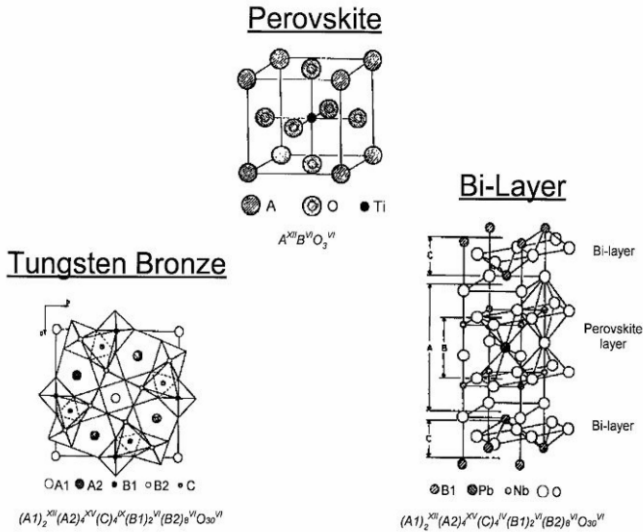 Perovskite
A O Ti
A^XII B^VI O₃^VI
Bi-Layer
C
Bi-layer
A
B
Perovskite
layer
C
Bi-layer
B1 Pb Nb O
(A1)₂^XII(A2)₄^XV(C)₄^IV(B1)₂^VI(B2)₈^VIO₃₀^VI
Tungsten Bronze
A1 A2 B1 B2 C
(A1)₂^XII(A2)₄^XV(C)₄^IX(B1)₂^VI(B2)₈^VIO₃₀^VI